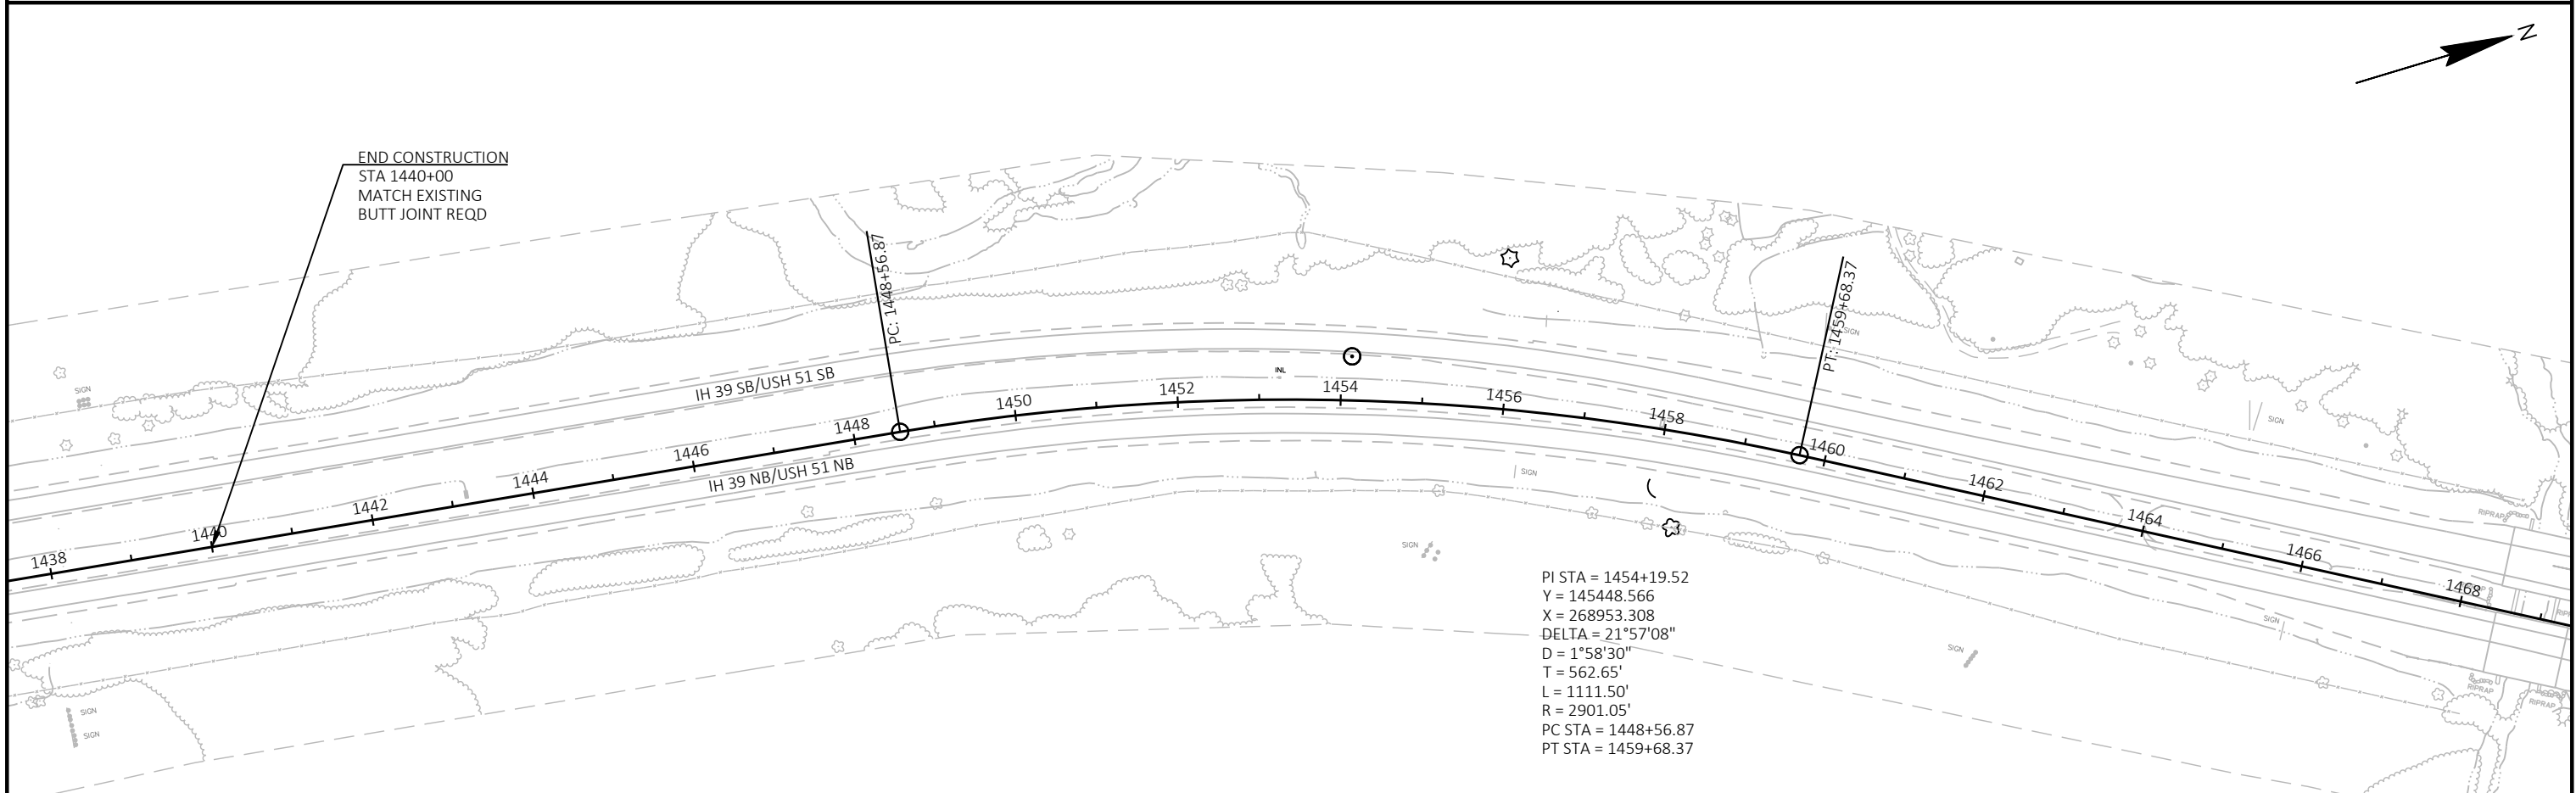 N
END CONSTRUCTION
STA 1440+00
MATCH EXISTING
BUTT JOINT REQD
PC: 1448+56.87
PT: 1459+68.37
SIGN
SIGN
IH 39 SB/USH 51 SB
INL
1438
1440
1442
1444
1446
1448
1450
1452
1454
1456
1458
1460
1462
1464
1466
1468
IH 39 NB/USH 51 NB
SIGN
SIGN
SIGN
RIPRAP
SIGN
SIGN
RIPRAP
RIPRAP
SIGN
SIGN
PI STA = 1454+19.52
Y = 145448.566
X = 268953.308
DELTA = 21°57'08"
D = 1°58'30"
T = 562.65'
L = 1111.50'
R = 2901.05'
PC STA = 1448+56.87
PT STA = 1459+68.37